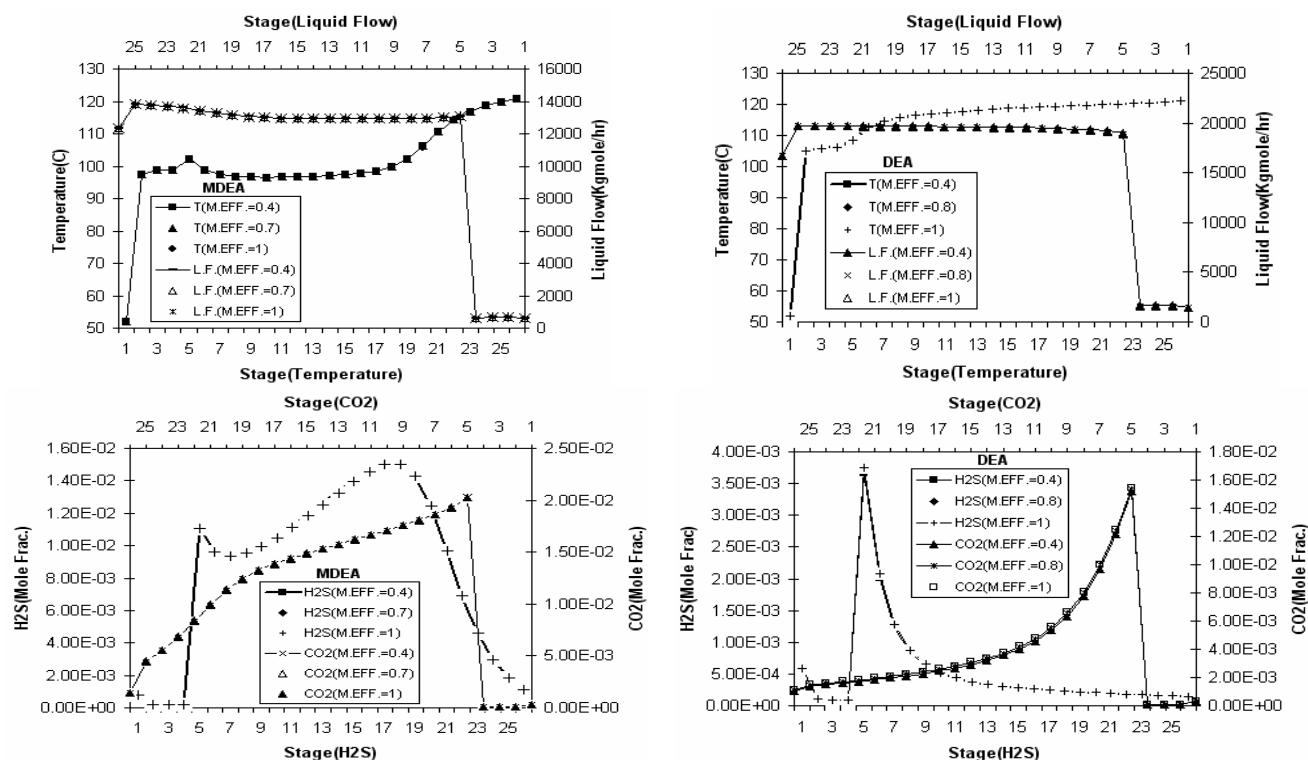 Stage(Liquid Flow)
25 23 21 19 17 15 13 11 9 7 5 3 1
130
120
110
100
90
80
70
60
50
Temperature(C)
16000
14000
12000
10000
8000
6000
4000
2000
0
Liquid Flow(Kgmole/hr)
MDEA
T(M.EFF.=0.4)
T(M.EFF.=0.7)
T(M.EFF.=1)
L.F.(M.EFF.=0.4)
L.F.(M.EFF.=0.7)
L.F.(M.EFF.=1)
1 3 5 7 9 11 13 15 17 19 21 23 25
Stage(Temperature)
Stage(Liquid Flow)
25 23 21 19 17 15 13 11 9 7 5 3 1
130
120
110
100
90
80
70
60
50
Temperature(C)
25000
20000
15000
10000
5000
0
Liquid Flow(Kgmole/hr)
DEA
T(M.EFF.=0.4)
T(M.EFF.=0.8)
T(M.EFF.=1)
L.F.(M.EFF.=0.4)
L.F.(M.EFF.=0.8)
L.F.(M.EFF.=1)
1 3 5 7 9 11 13 15 17 19 21 23 25
Stage(Temperature)
Stage(CO2)
25 23 21 19 17 15 13 11 9 7 5 3 1
1.60E-02
1.40E-02
1.20E-02
1.00E-02
8.00E-03
6.00E-03
4.00E-03
2.00E-03
0.00E+00
H2S(Mole Frac.)
2.50E-02
2.00E-02
1.50E-02
1.00E-02
5.00E-03
0.00E+00
CO2(Mole Frac.)
MDEA
H2S(M.EFF.=0.4)
H2S(M.EFF.=0.7)
H2S(M.EFF.=1)
CO2(M.EFF.=0.4)
CO2(M.EFF.=0.7)
CO2(M.EFF.=1)
1 3 5 7 9 11 13 15 17 19 21 23 25
Stage(H2S)
Stage(CO2)
25 23 21 19 17 15 13 11 9 7 5 3 1
4.00E-03
3.50E-03
3.00E-03
2.50E-03
2.00E-03
1.50E-03
1.00E-03
5.00E-04
0.00E+00
H2S(Mole Frac.)
1.80E-02
1.60E-02
1.40E-02
1.20E-02
1.00E-02
8.00E-03
6.00E-03
4.00E-03
2.00E-03
0.00E+00
CO2(Mole Frac.)
DEA
H2S(M.EFF.=0.4)
H2S(M.EFF.=0.8)
H2S(M.EFF.=1)
CO2(M.EFF.=0.4)
CO2(M.EFF.=0.8)
CO2(M.EFF.=1)
1 3 5 7 9 11 13 15 17 19 21 23 25
Stage(H2S)